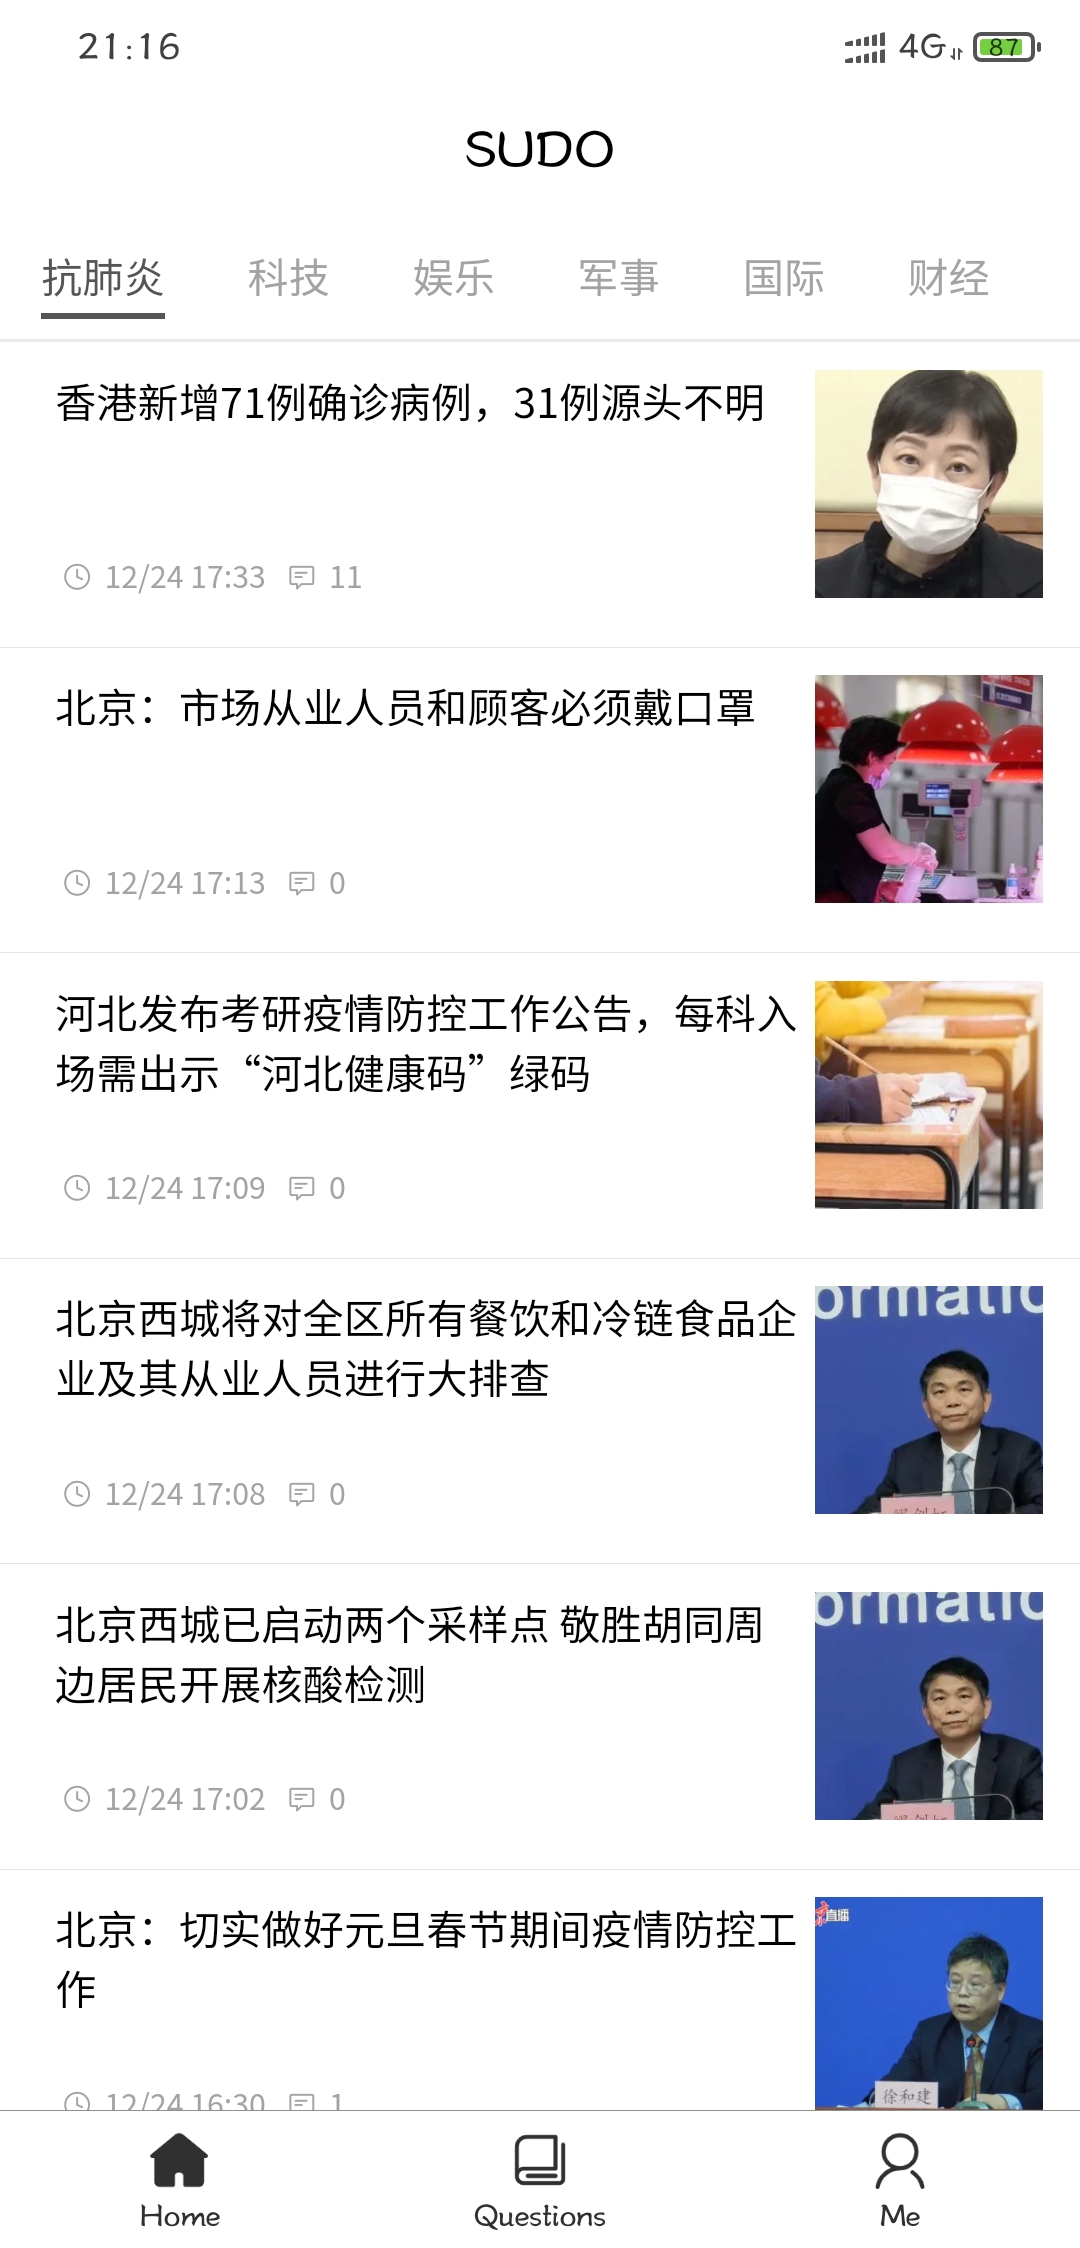 21:16
4G
87
SUDO
抗肺炎 科技 娱乐 军事 国际 财经
香港新增71例确诊病例，31例源头不明
12/24 17:33 11
北京：市场从业人员和顾客必须戴口罩
12/24 17:13 0
河北发布考研疫情防控工作公告，每科入
场需出示“河北健康码”绿码
12/24 17:09 0
北京西城将对全区所有餐饮和冷链食品企
业及其从业人员进行大排查
ormatic
12/24 17:08 0
北京西城已启动两个采样点 敬胜胡同周
边居民开展核酸检测
ormatic
12/24 17:02 0
北京：切实做好元旦春节期间疫情防控工
作
直播
徐和建
12/24 16:30 1
Home Questions Me